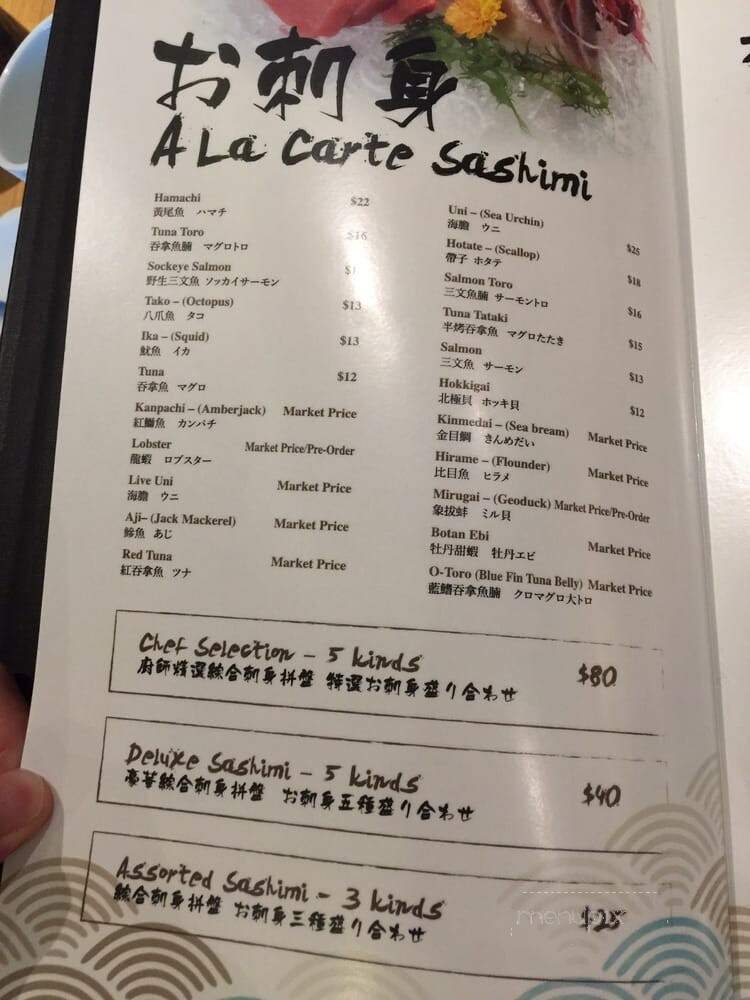 お刺身
A La Carte Sashimi
Hamachi $22
黃尾魚 ハマチ
Tuna Toro $16
吞拿魚腩 マグロトロ
Sockeye Salmon
野生三文魚 ソッカイサーモン
Tako – (Octopus) $13
八爪魚 タコ
Ika – (Squid) $13
魷魚 イカ
Tuna $12
吞拿魚 マグロ
Kanpachi – (Amberjack) Market Price
紅鰤魚 カンパチ
Lobster Market Price/Pre-Order
龍蝦 ロブスター
Live Uni Market Price
海膽 ウニ
Aji– (Jack Mackerel) Market Price
鰺魚 あじ
Red Tuna Market Price
紅吞拿魚 ツナ
Uni – (Sea Urchin) $25
海膽 ウニ
Hotate – (Scallop) $18
帶子 ホタテ
Salmon Toro $16
三文魚腩 サーモントロ
Tuna Tataki $15
半烤吞拿魚 マグロたたき
Salmon $13
三文魚 サーモン
Hokkigai $12
北極貝 ホッキ貝
Kinmedai – (Sea bream) Market Price
金目鯛 きんめだい
Hirame – (Flounder) Market Price
比目魚 ヒラメ
Mirugai – (Geoduck) Market Price/Pre-Order
象拔蚌 ミル貝
Botan Ebi Market Price
牡丹甜蝦 牡丹エビ
O-Toro (Blue Fin Tuna Belly) Market Price
藍鰭吞拿魚腩 クロマグロ大トロ
Chef Selection – 5 kinds $80
廚師精選綜合刺身拼盤 特選お刺身盛り合わせ
Deluxe Sashimi – 5 kinds $40
豪華綜合刺身拼盤 お刺身五種盛り合わせ
Assorted Sashimi – 3 kinds $25
綜合刺身拼盤 お刺身三種盛り合わせ